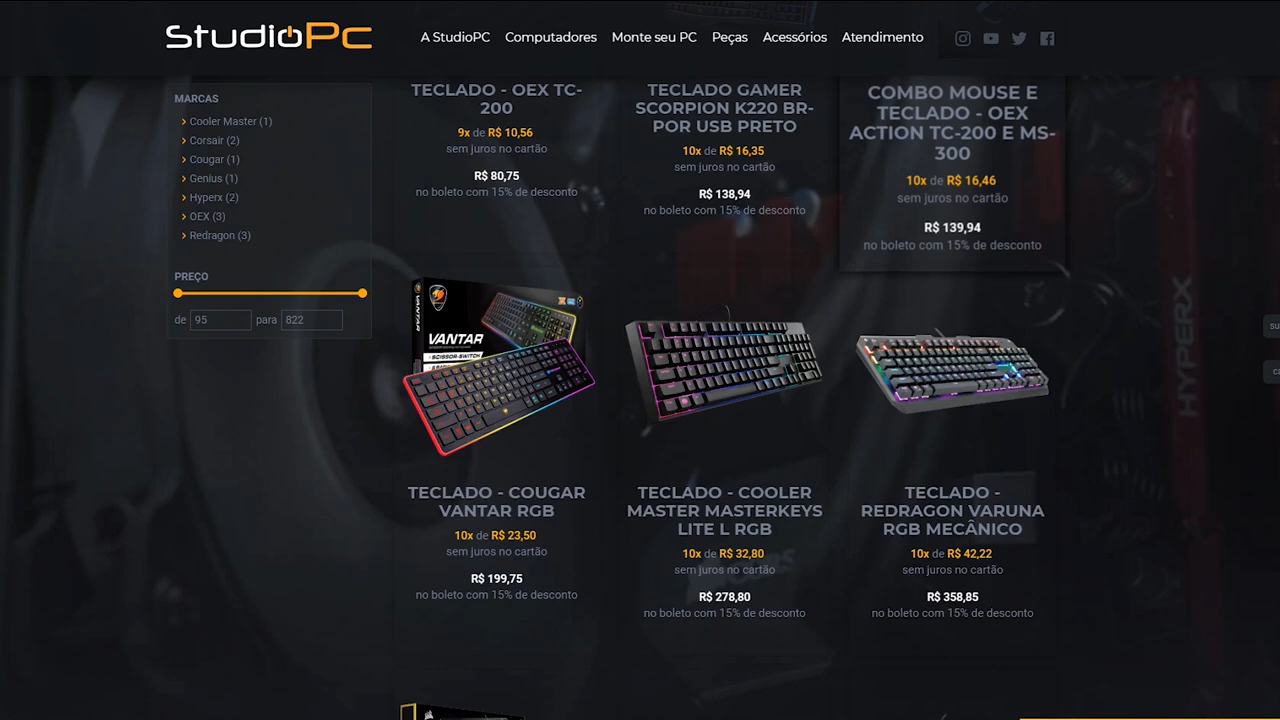 StudioPc
A StudioPC
Computadores
Monte seu PC
Peças
Acessórios
Atendimento
MARCAS
Cooler Master (1)
Corsair (2)
Cougar (1)
Genius (1)
Hyperx (2)
OEX (3)
Redragon (3)
PREÇO
de 95 para 822
TECLADO - OEX TC-
200
9x de R$ 10,56
sem juros no cartão
R$ 80,75
no boleto com 15% de desconto
TECLADO GAMER
SCORPION K220 BR-
POR USB PRETO
10x de R$ 16,35
sem juros no cartão
R$ 138,94
no boleto com 15% de desconto
COMBO MOUSE E
TECLADO - OEX
ACTION TC-200 E MS-
300
10x de R$ 16,46
sem juros no cartão
R$ 139,94
no boleto com 15% de desconto
VANTAR
SCISSOR-SWITCH
TECLADO - COUGAR
VANTAR RGB
10x de R$ 23,50
sem juros no cartão
R$ 199,75
no boleto com 15% de desconto
TECLADO - COOLER
MASTER MASTERKEYS
LITE L RGB
10x de R$ 32,80
sem juros no cartão
R$ 278,80
no boleto com 15% de desconto
TECLADO -
REDRAGON VARUNA
RGB MECÂNICO
10x de R$ 42,22
sem juros no cartão
R$ 358,85
no boleto com 15% de desconto
HYPERX